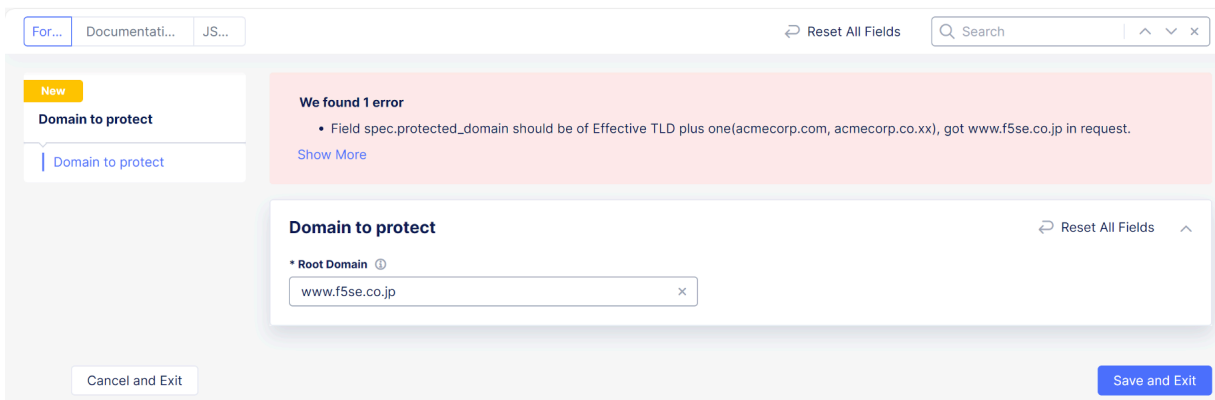 For...
Documentati...
JS...
Reset All Fields
Search
New
Domain to protect
Domain to protect
We found 1 error
• Field spec.protected_domain should be of Effective TLD plus one(acmecorp.com, acmecorp.co.xx), got www.f5se.co.jp in request.
Show More
Domain to protect
Reset All Fields
* Root Domain
www.f5se.co.jp
Cancel and Exit
Save and Exit